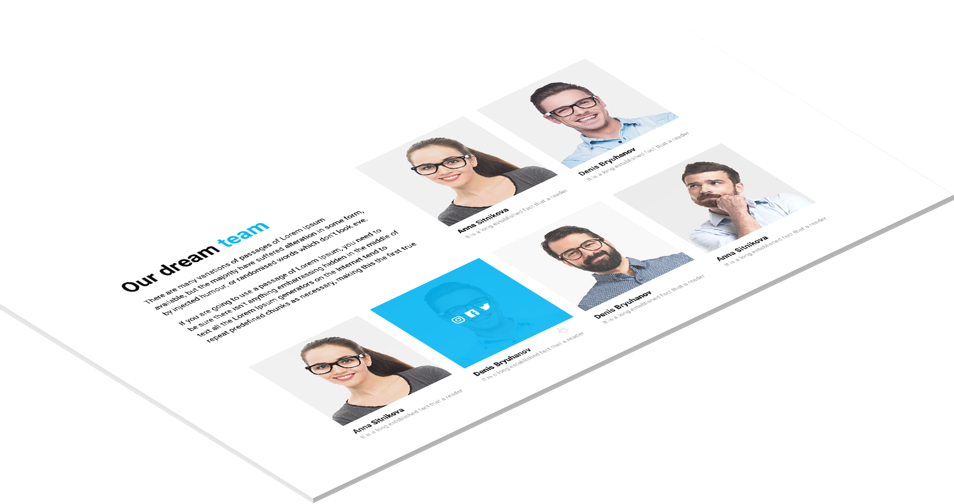 Our dream team
There are many variations of passages of Lorem Ipsum
available, but the majority have suffered alteration in some form,
by injected humour, or randomised words which don't look eve.
If you are going to use a passage of Lorem Ipsum, you need to
be sure there isn't anything embarrassing hidden in the middle of
text all the Lorem Ipsum generators on the Internet tend to
repeat predefined chunks as necessary, making this the first true
Anna Sitnikova
It is a long established fact that a reader
Denis Bryuhanov
It is a long established fact that a reader
Anna Sitnikova
It is a long established fact that a reader
Denis Bryuhanov
It is a long established fact that a reader
Denis Bryuhanov
It is a long established fact that a reader
Anna Sitnikova
It is a long established fact that a reader